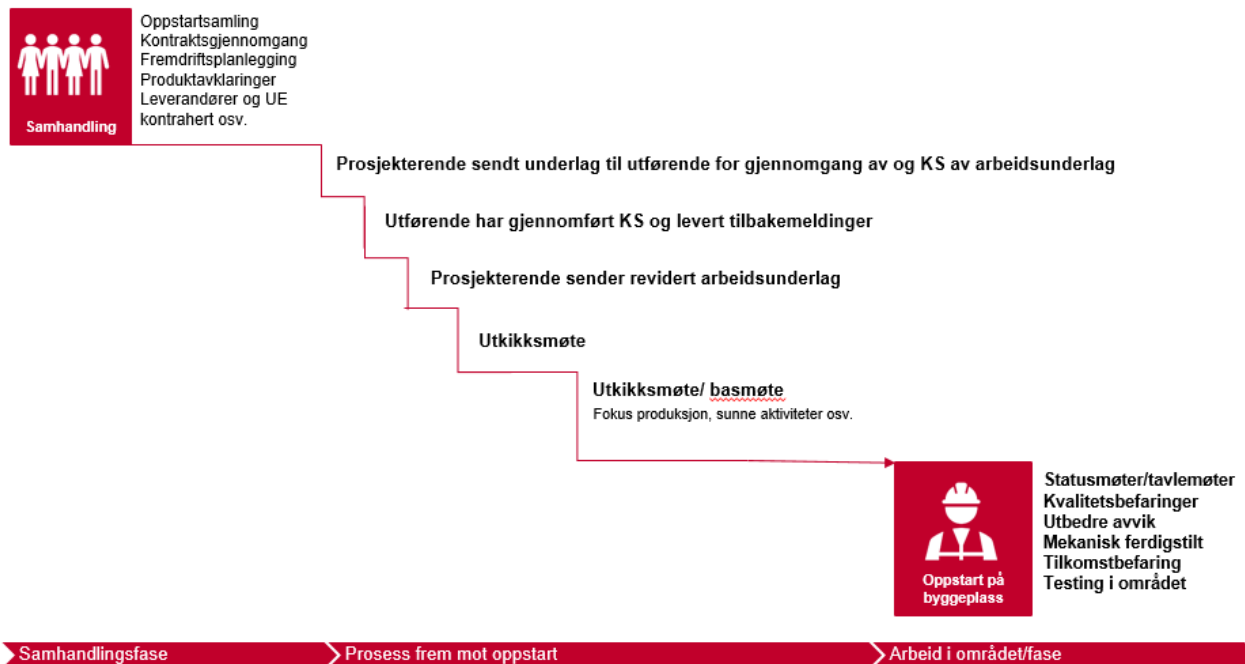 Oppstartsamling
Kontraktsgjennomgang
Fremdriftsplanlegging
Produktavklaringer
Leverandører og UE
kontrahert osv.
Samhandling
Prosjekterende sendt underlag til utførende for gjennomgang av og KS av arbeidsunderlag
Utførende har gjennomført KS og levert tilbakemeldinger
Prosjekterende sender revidert arbeidsunderlag
Utkikksmøte
Utkikksmøte/ basmøte
Fokus produksjon, sunne aktiviteter osv.
Statusmøter/tavlemøter
Kvalitetsbefaringer
Utbedre avvik
Mekanisk ferdigstilt
Tilkomstbefaring
Testing i området
Oppstart på
byggeplass
Samhandlingsfase
Prosess frem mot oppstart
Arbeid i området/fase